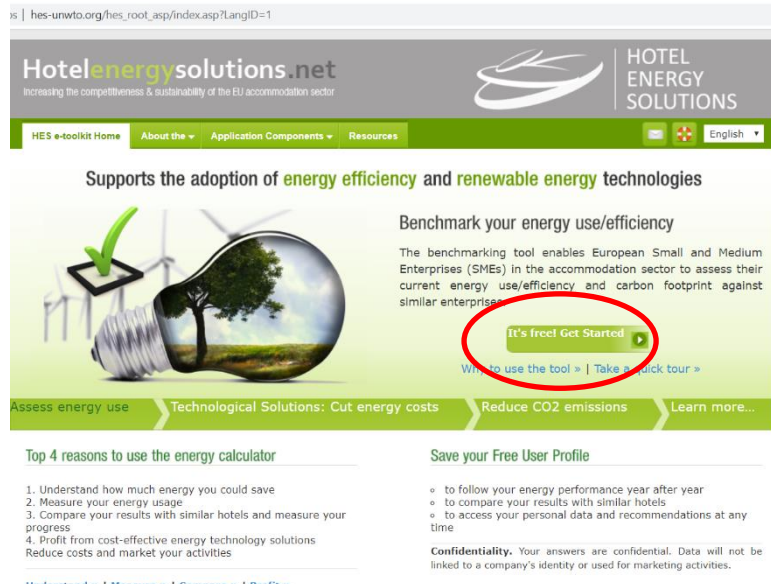 os | hes-unwto.org/hes_root_asp/index.asp?LangID=1
Hotelenergysolutions.net
Increasing the competitiveness & sustainability of the EU accommodation sector
HOTEL
ENERGY
SOLUTIONS
HES e-toolkit Home About the Application Components Resources
English
Supports the adoption of energy efficiency and renewable energy technologies
Benchmark your energy use/efficiency
The benchmarking tool enables European Small and Medium
Enterprises (SMEs) in the accommodation sector to assess their
current energy use/efficiency and carbon footprint against
similar enterprises
It's free! Get Started
Why to use the tool » | Take a quick tour »
Assess energy use Technological Solutions: Cut energy costs Reduce CO2 emissions Learn more...
Top 4 reasons to use the energy calculator
1. Understand how much energy you could save
2. Measure your energy usage
3. Compare your results with similar hotels and measure your
progress
4. Profit from cost-effective energy technology solutions
Reduce costs and market your activities
Save your Free User Profile
◦ to follow your energy performance year after year
◦ to compare your results with similar hotels
◦ to access your personal data and recommendations at any
time
Confidentiality. Your answers are confidential. Data will not be
linked to a company's identity or used for marketing activities.